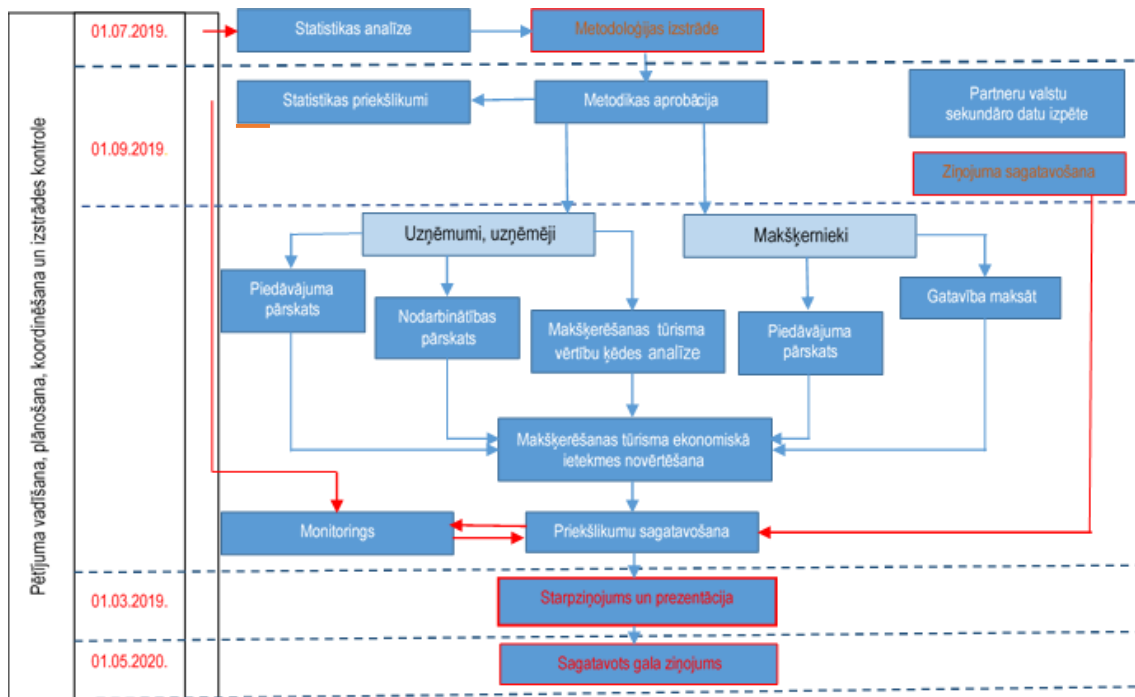 Pētījuma vadīšana, plānošana, koordinēšana un izstrādes kontrole
01.07.2019.
Statistikas analīze
Metodoloģijas izstrāde
01.09.2019.
Statistikas priekšlikumi
Metodikas aprobācija
Partneru valstu
sekundāro datu izpēte
Ziņojuma sagatavošana
Uzņēmumi, uzņēmēji
Makšķernieki
Piedāvājuma
pārskats
Nodarbinātības
pārskats
Makšķerēšanas tūrisma
vērtību ķēdes analīze
Piedāvājuma
pārskats
Gatavība maksāt
Makšķerēšanas tūrisma ekonomiskā
ietekmes novērtēšana
Monitorings
Priekšlikumu sagatavošana
01.03.2019.
Starpziņojums un prezentācija
01.05.2020.
Sagatavots gala ziņojums